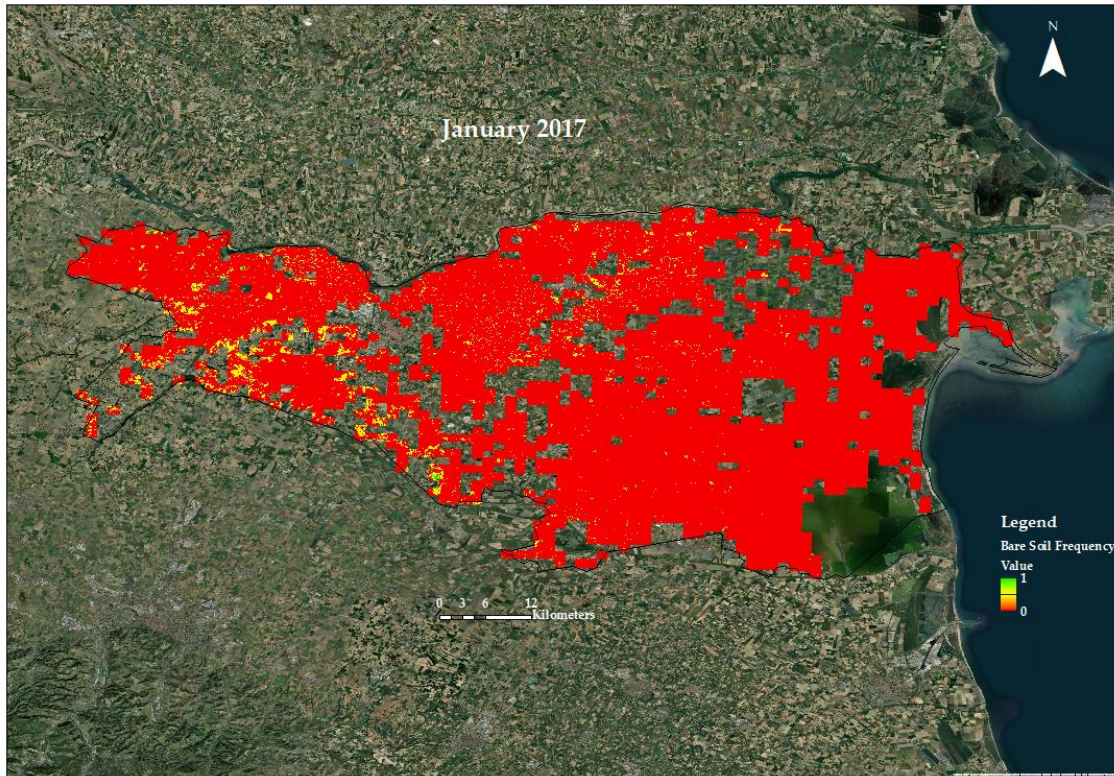 N
January 2017
Legend
Bare Soil Frequency
Value
1
0
0 3 6 12
Kilometers